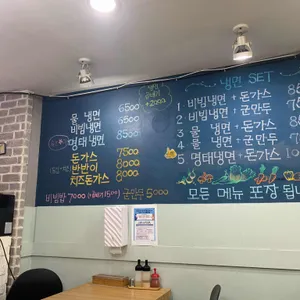 물 냉면 6500
비빔냉면 6500
명태냉면 8500
돈가스 7500
반반이 8000
치즈돈가스 8000
비빔밥 7000
군만두 5000
+2000
냉면 SET
1 비빔냉면 + 돈가스
2 비빔냉면 + 군만두
3 물 냉면 + 돈가스
4 물 냉면 + 군만두
5 명태냉면 + 돈가스 10
모든 메뉴 포장 됩